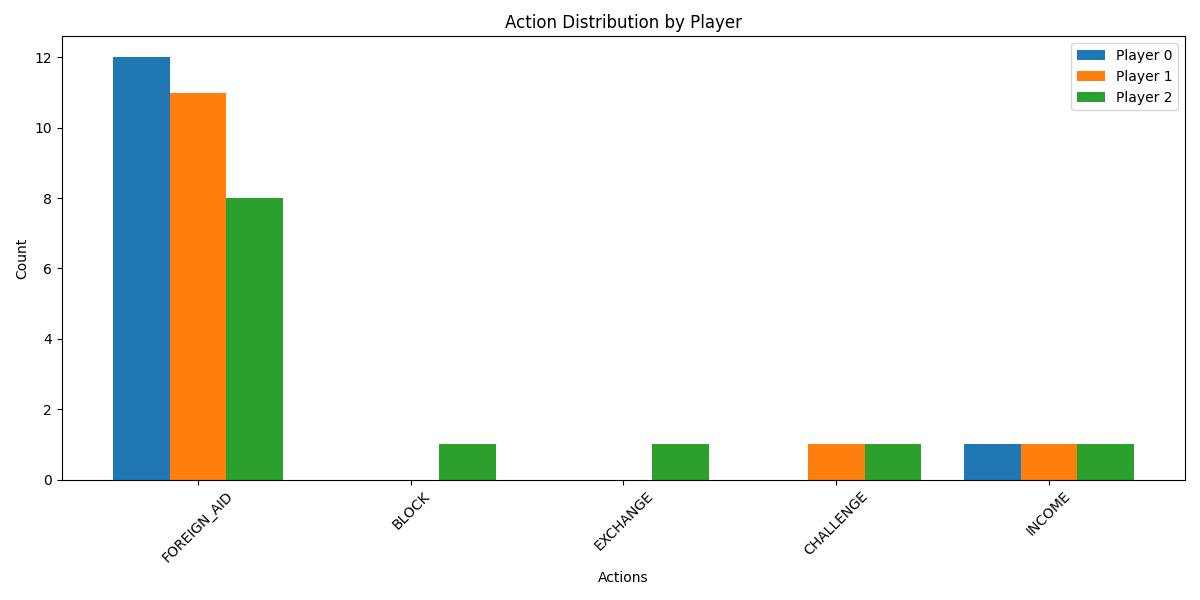 Action Distribution by Player
Player 0
Player 1
Player 2
Count
12
10
8
6
4
2
0
FOREIGN_AID
BLOCK
EXCHANGE
CHALLENGE
INCOME
Actions